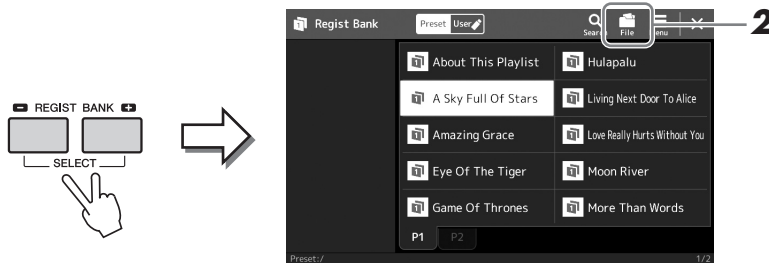 REGIST BANK
SELECT
Regist Bank
Preset User
Search File Menu
2
About This Playlist Hulapalu
A Sky Full Of Stars Living Next Door To Alice
Amazing Grace Love Really Hurts Without You
Eye Of The Tiger Moon River
Game Of Thrones More Than Words
P1 P2
Preset:/ 1/2